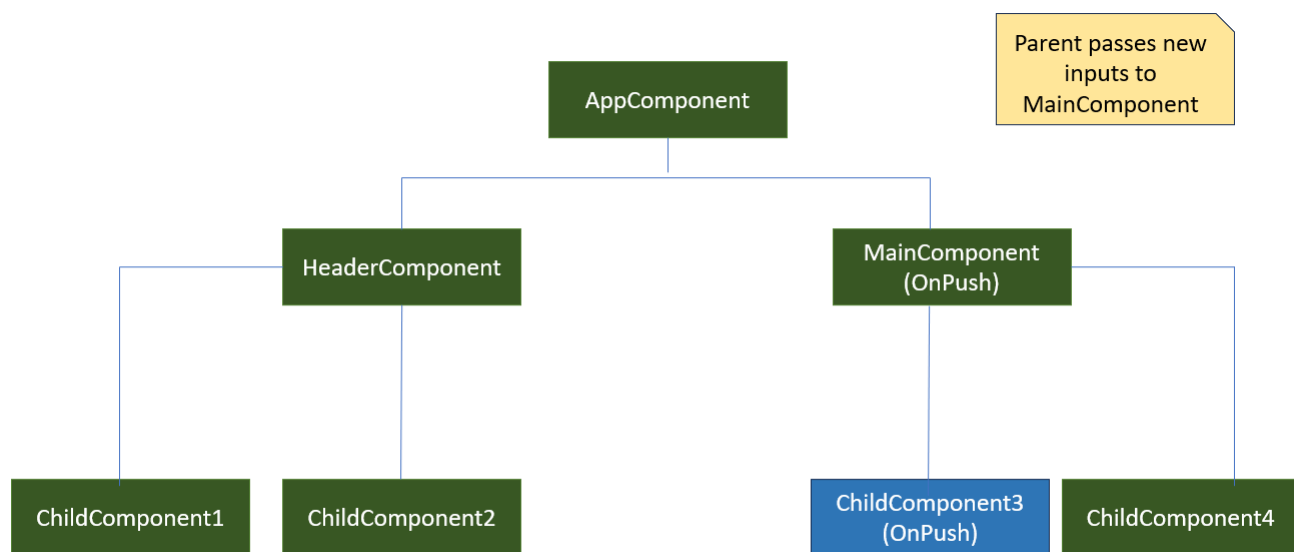 Parent passes new
inputs to
MainComponent
AppComponent
HeaderComponent
MainComponent
(OnPush)
ChildComponent1
ChildComponent2
ChildComponent3
(OnPush)
ChildComponent4